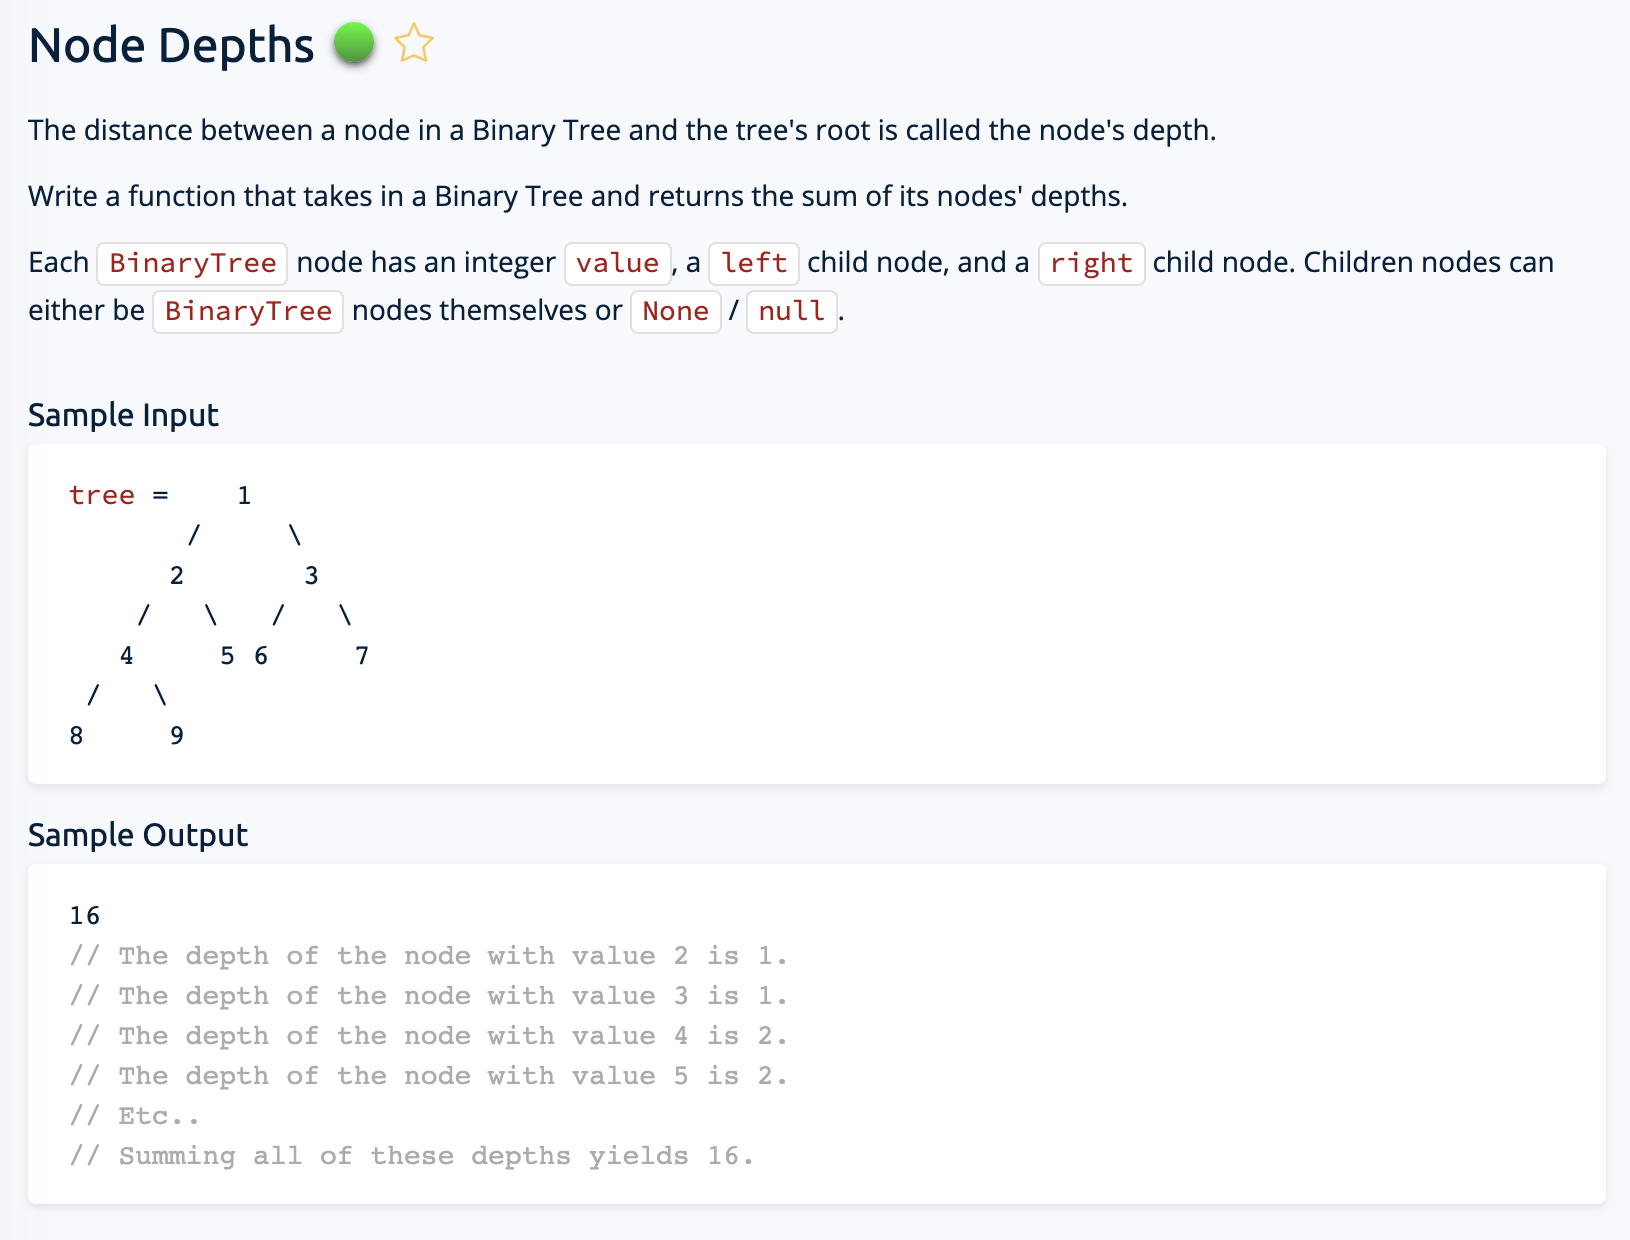 Node Depths
The distance between a node in a Binary Tree and the tree's root is called the node's depth.
Write a function that takes in a Binary Tree and returns the sum of its nodes' depths.
Each BinaryTree node has an integer value, a left child node, and a right child node. Children nodes can
either be BinaryTree nodes themselves or None / null.
Sample Input
tree =    1
       /     \
      2       3
    /   \   /   \
   4     5 6     7
 /   \
8     9
Sample Output
16
// The depth of the node with value 2 is 1.
// The depth of the node with value 3 is 1.
// The depth of the node with value 4 is 2.
// The depth of the node with value 5 is 2.
// Etc..
// Summing all of these depths yields 16.